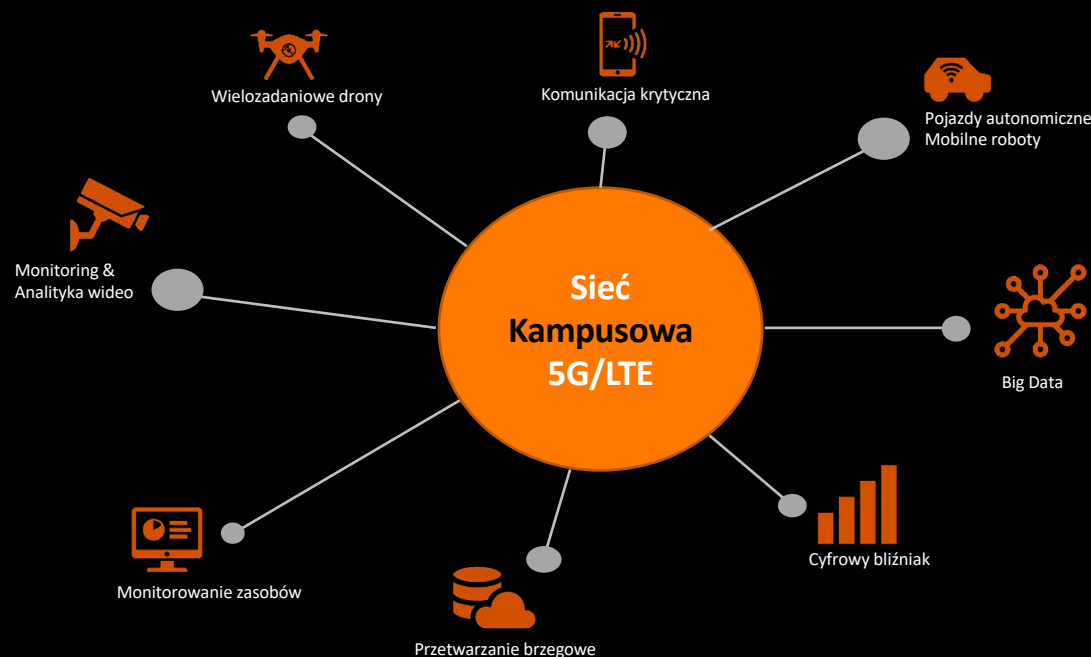 Wielozadaniowe drony
Komunikacja krytyczna
Pojazdy autonomiczne
Mobilne roboty
Monitoring &
Analityka wideo
Sieć
Kampusowa
5G/LTE
Big Data
Cyfrowy bliźniak
Monitorowanie zasobów
Przetwarzanie brzegowe